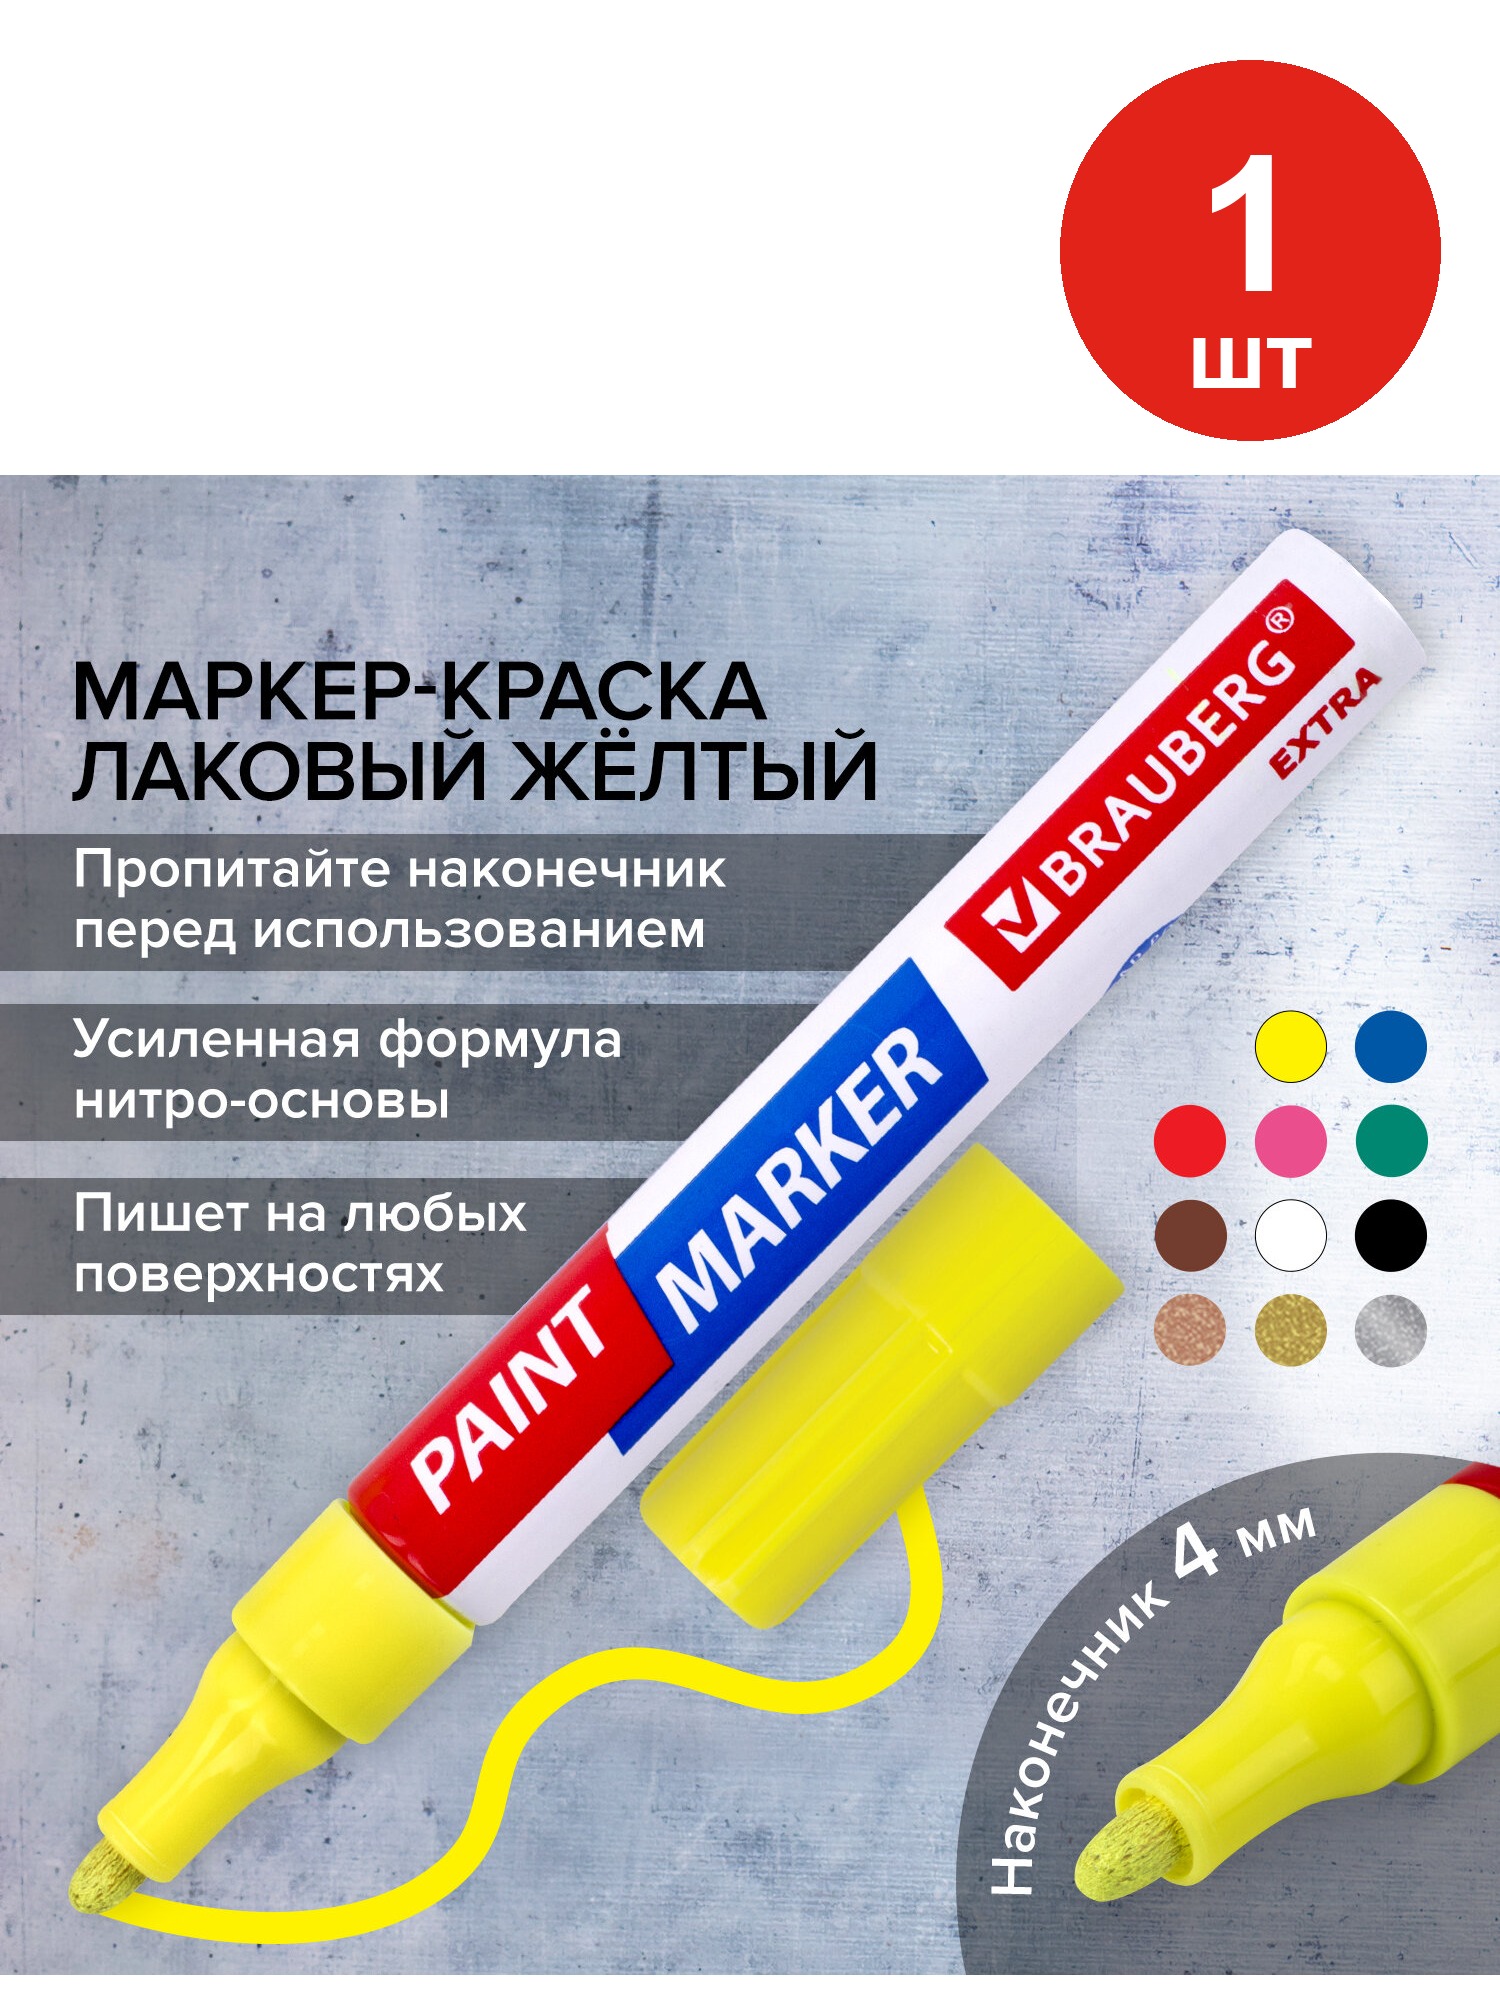 1
шт
МАРКЕР-КРАСКА
ЛАКОВЫЙ ЖЁЛТЫЙ
Пропитайте наконечник
перед использованием
Усиленная формула
нитро-основы
Пишет на любых
поверхностях
BRAUBERG®
EXTRA
PAINT MARKER
Наконечник 4 мм